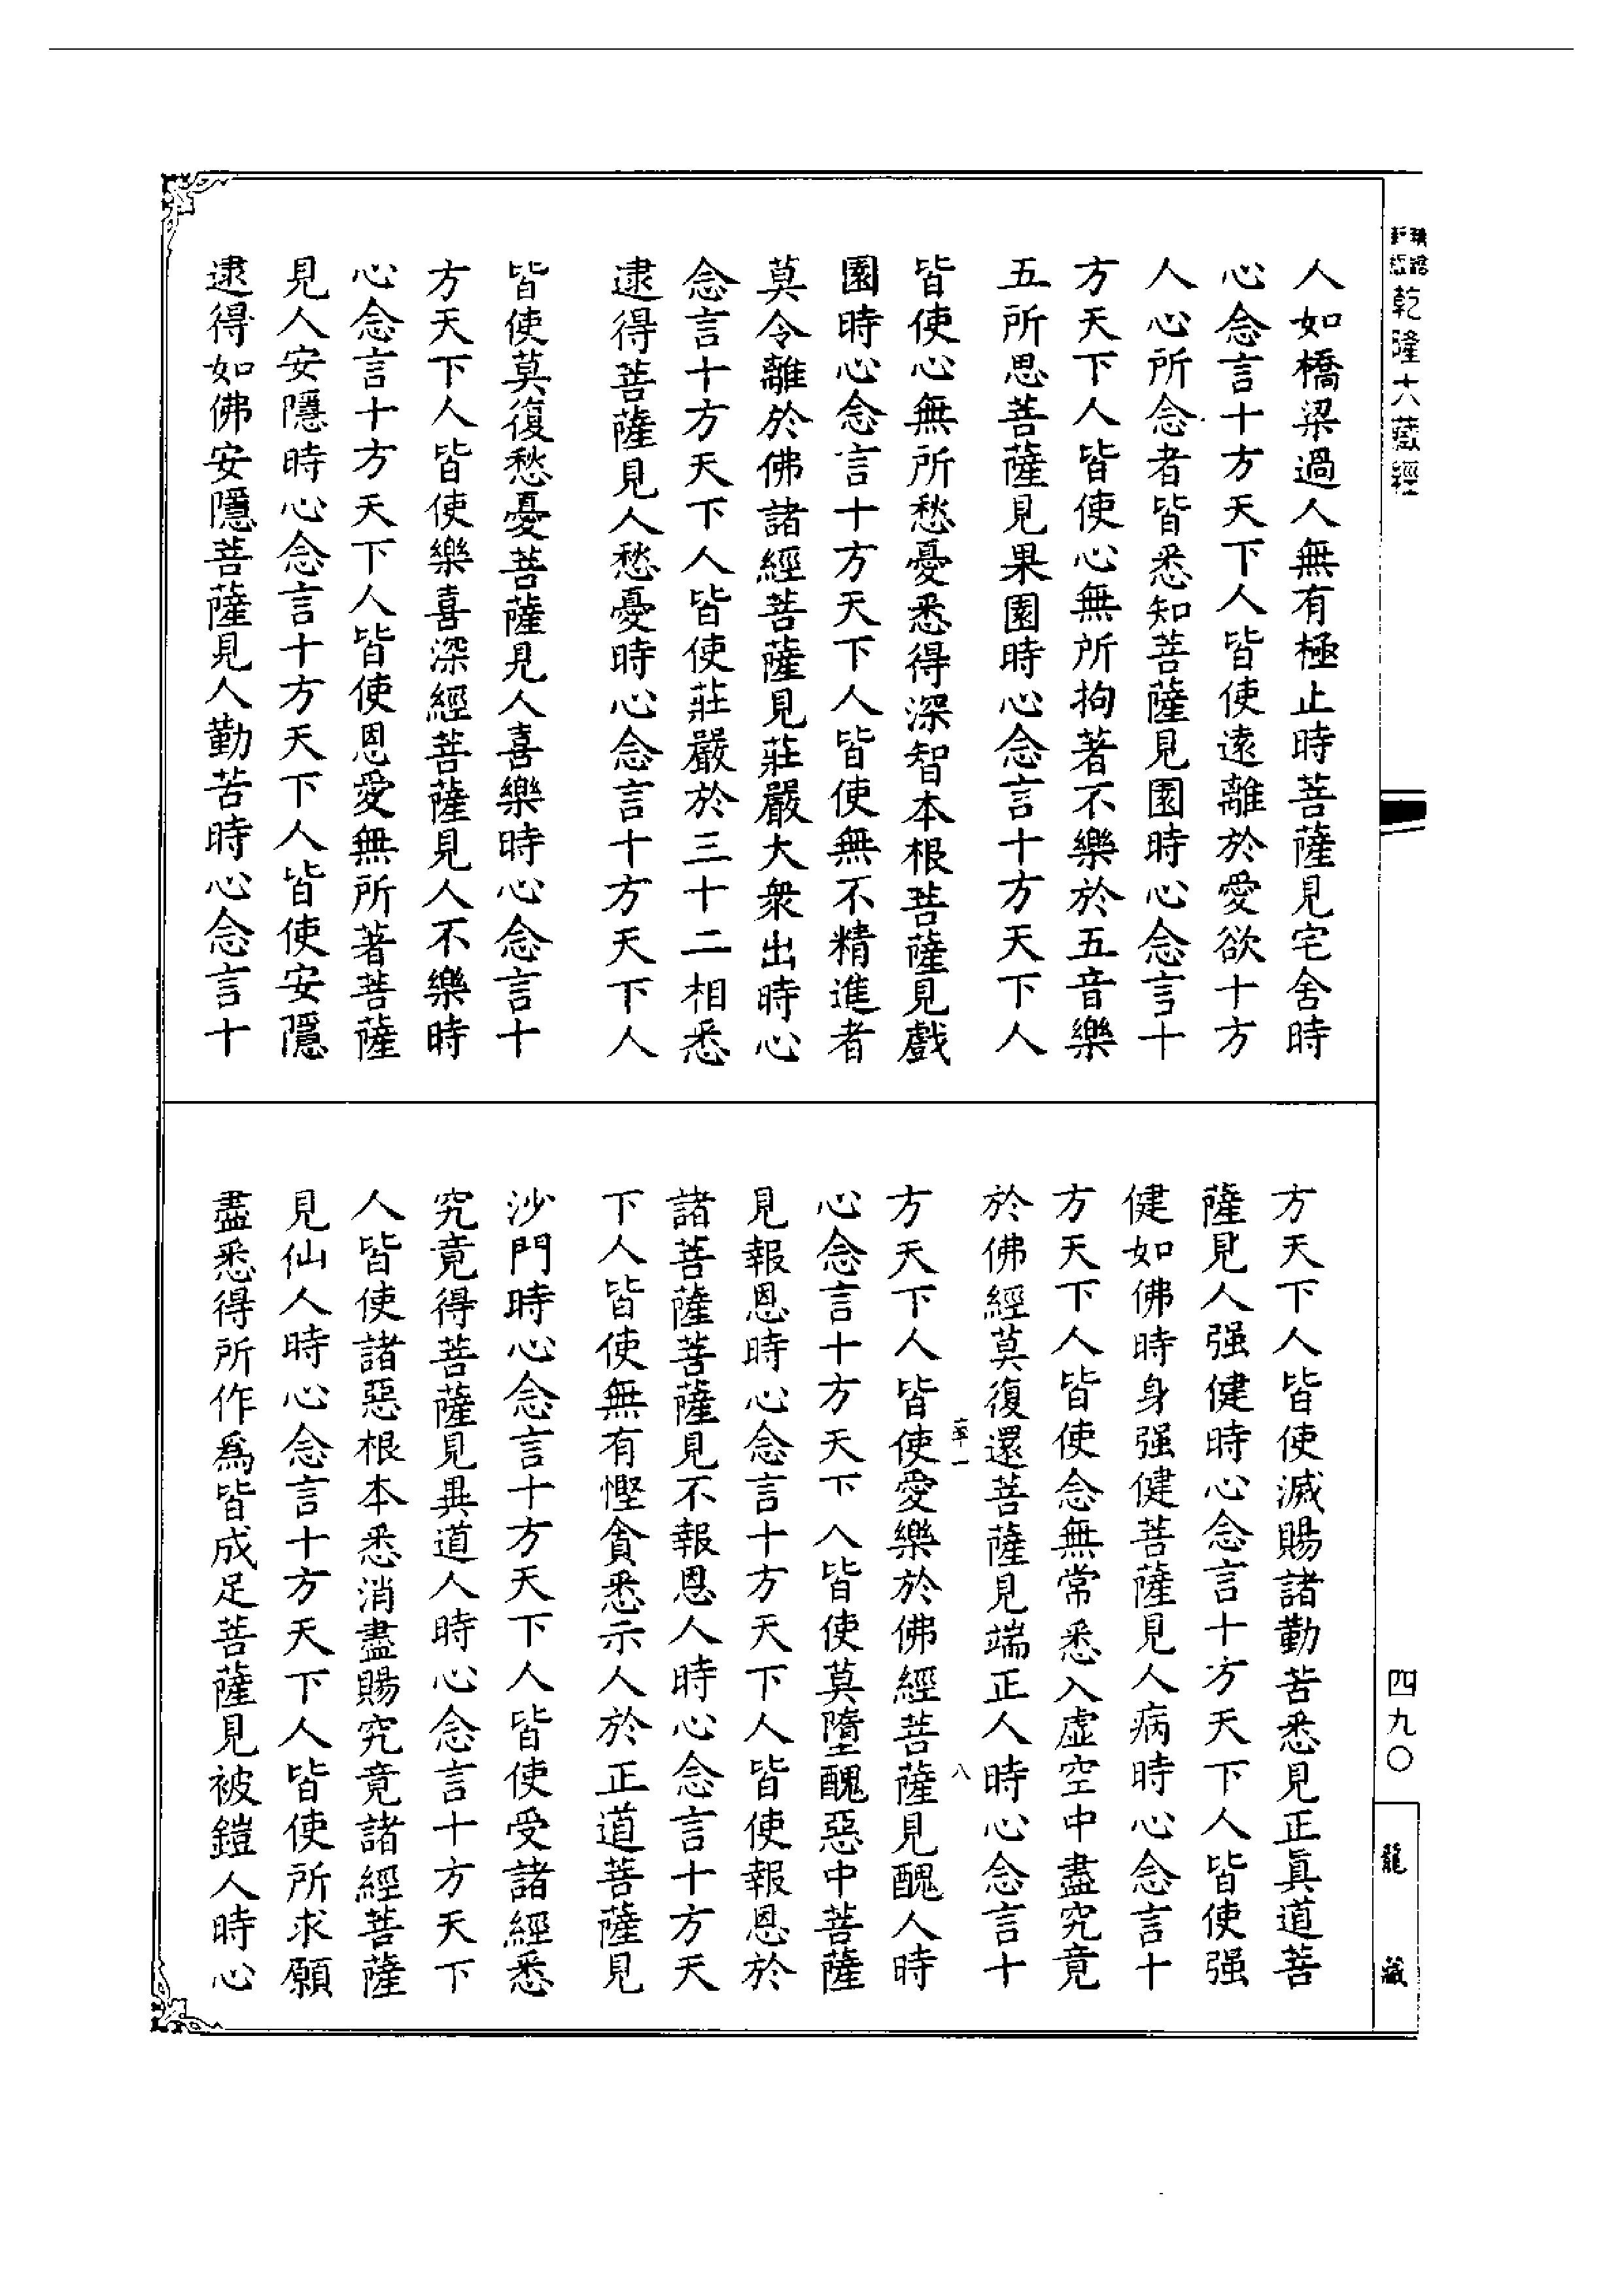 乾隆大藏經
人如橋梁過人無有極止時菩薩見宅舍時
心念言十方天下人皆使遠離於愛欲十方
人心所念者皆悉知菩薩見園時心念言十
方天下人皆使心無所拘著不樂於五音樂
五所思菩薩見果園時心念言十方天下人
皆使心無所愁憂悉得深智本根菩薩見戲
園時心念言十方天下人皆使無不精進者
莫令離於佛諸經菩薩見莊嚴大衆出時心
念言十方天下人皆使莊嚴於三十二相悉
逮得菩薩見人愁憂時心念言十方天下人
皆使莫復愁憂菩薩見人喜樂時心念言十
方天下人皆使樂喜深經菩薩見人不樂時
心念言十方天下人皆使恩愛無所著菩薩
見人安隱時心念言十方天下人皆使安隱
逮得如佛安隱菩薩見人勤苦時心念言十
方天下人皆使滅賜諸勤苦悉見正眞道菩
薩見人强健時心念言十方天下人皆使强
健如佛時身强健菩薩見人病時心念言十
方天下人皆使念無常悉入虛空中盡究竟
於佛經莫復還菩薩見端正人時心念言十
八
方天下人皆使愛樂於佛經菩薩見醜人時
心念言十方天下人皆使莫墮醜惡中菩薩
見報恩時心念言十方天下人皆使報恩於
諸菩薩菩薩見不報恩人時心念言十方天
下人皆使無有慳貪悉示人於正道菩薩見
沙門時心念言十方天下人皆使受諸經悉
究竟得菩薩見異道人時心念言十方天下
人皆使諸惡根本悉消盡賜究竟諸經菩薩
見仙人時心念言十方天下人皆使所求願
盡悉得所作爲皆成足菩薩見被鎧人時心
四九〇
龍藏